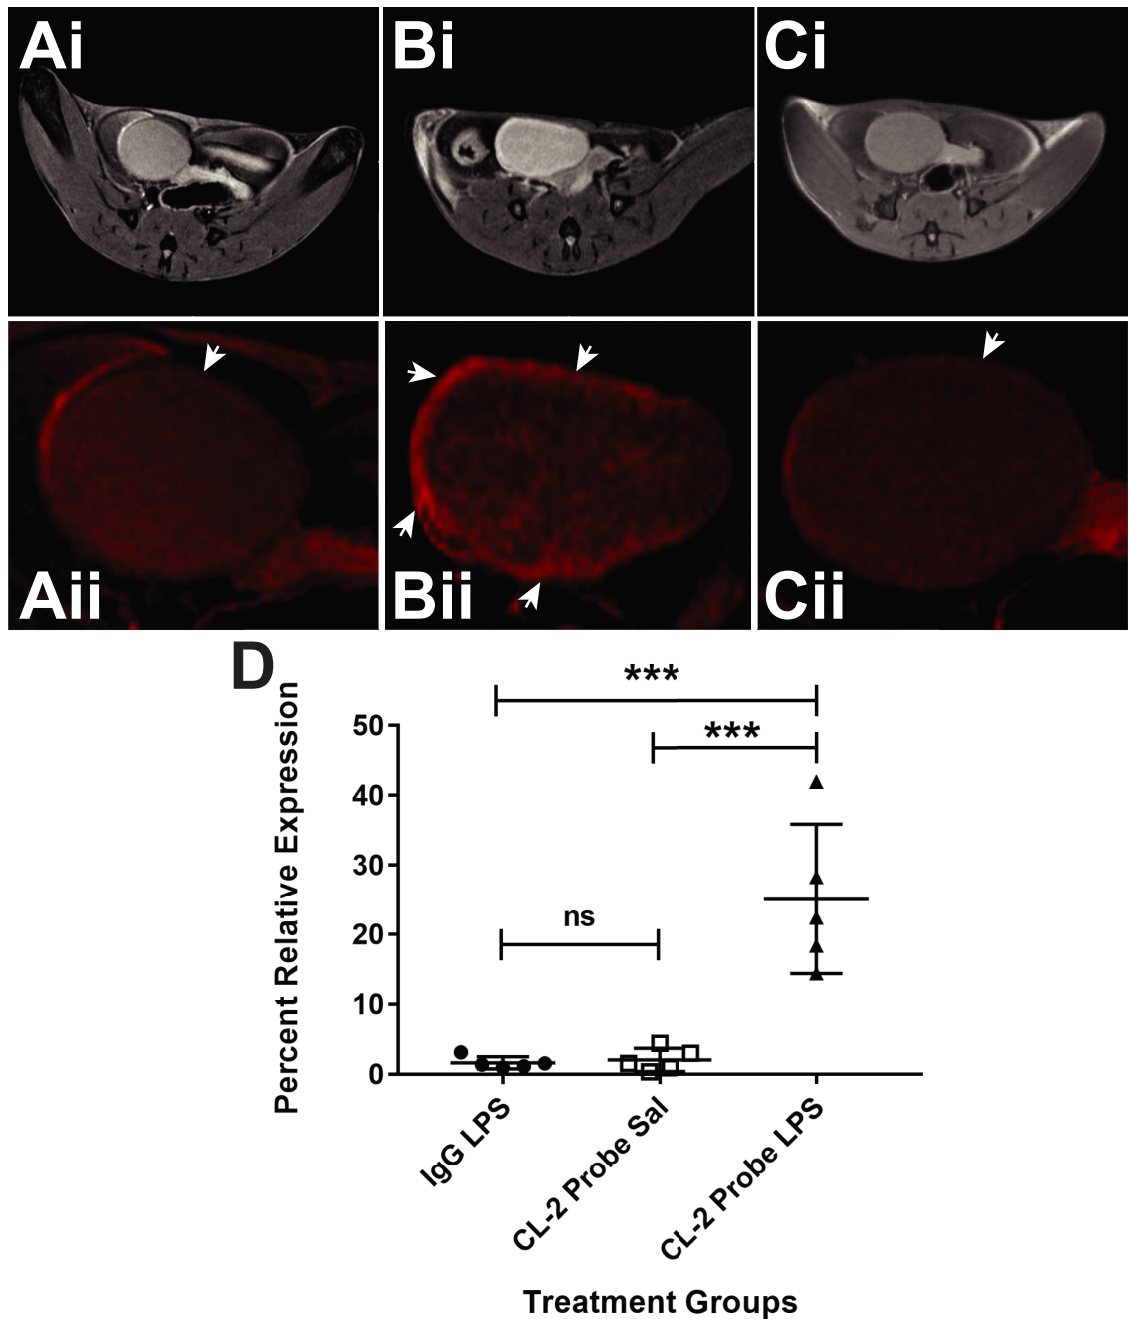 Ai
Bi
Ci
Aii
Bii
Cii
D
***
***
ns
Percent Relative Expression
50
40
30
20
10
0
IgG LPS
CL-2 Probe Sal
CL-2 Probe LPS
Treatment Groups